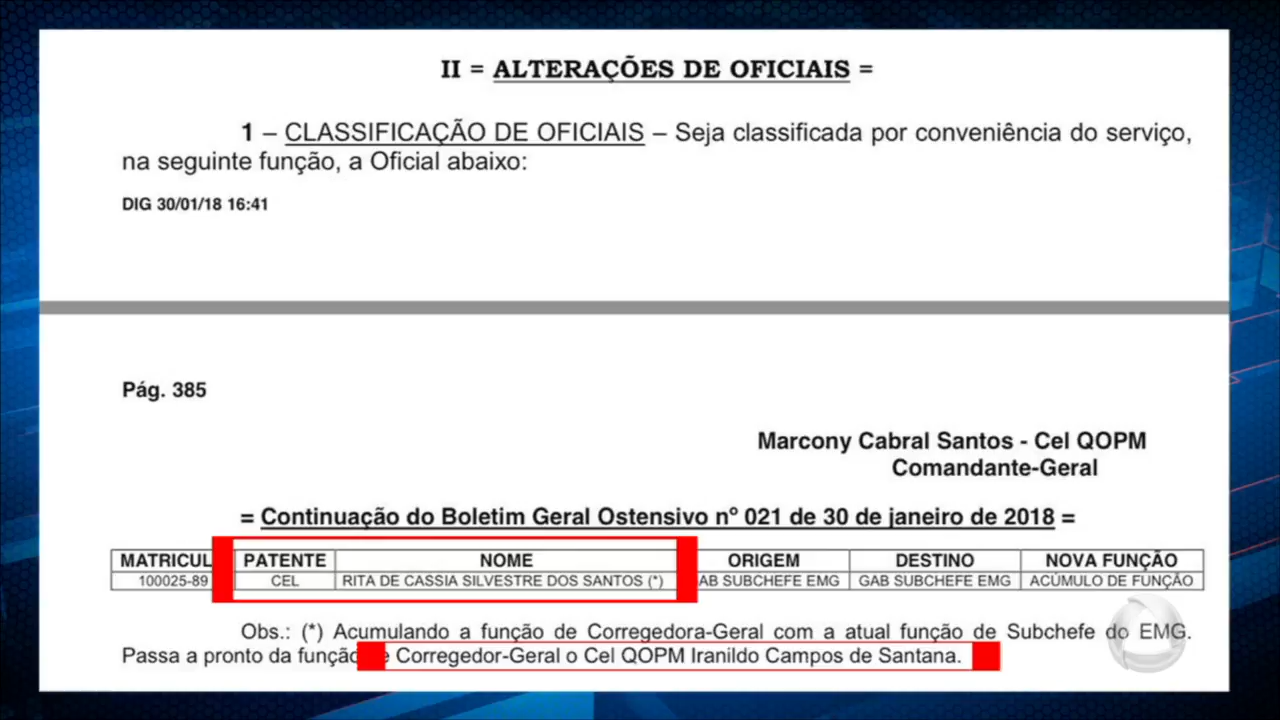 II = ALTERAÇÕES DE OFICIAIS =
1 – CLASSIFICAÇÃO DE OFICIAIS – Seja classificada por conveniência do serviço,
na seguinte função, a Oficial abaixo:
DIG 30/01/18 16:41
Pág. 385
Marcony Cabral Santos - Cel QOPM
Comandante-Geral
= Continuação do Boletim Geral Ostensivo nº 021 de 30 de janeiro de 2018 =
MATRICUL PATENTE NOME ORIGEM DESTINO NOVA FUNÇÃO
100025-89 CEL RITA DE CASSIA SILVESTRE DOS SANTOS (*) AB SUBCHEFE EMG GAB SUBCHEFE EMG ACÚMULO DE FUNÇÃO
Obs.: (*) Acumulando a função de Corregedora-Geral com a atual função de Subchefe do EMG.
Passa a pronto da função e Corregedor-Geral o Cel QOPM Iranildo Campos de Santana.